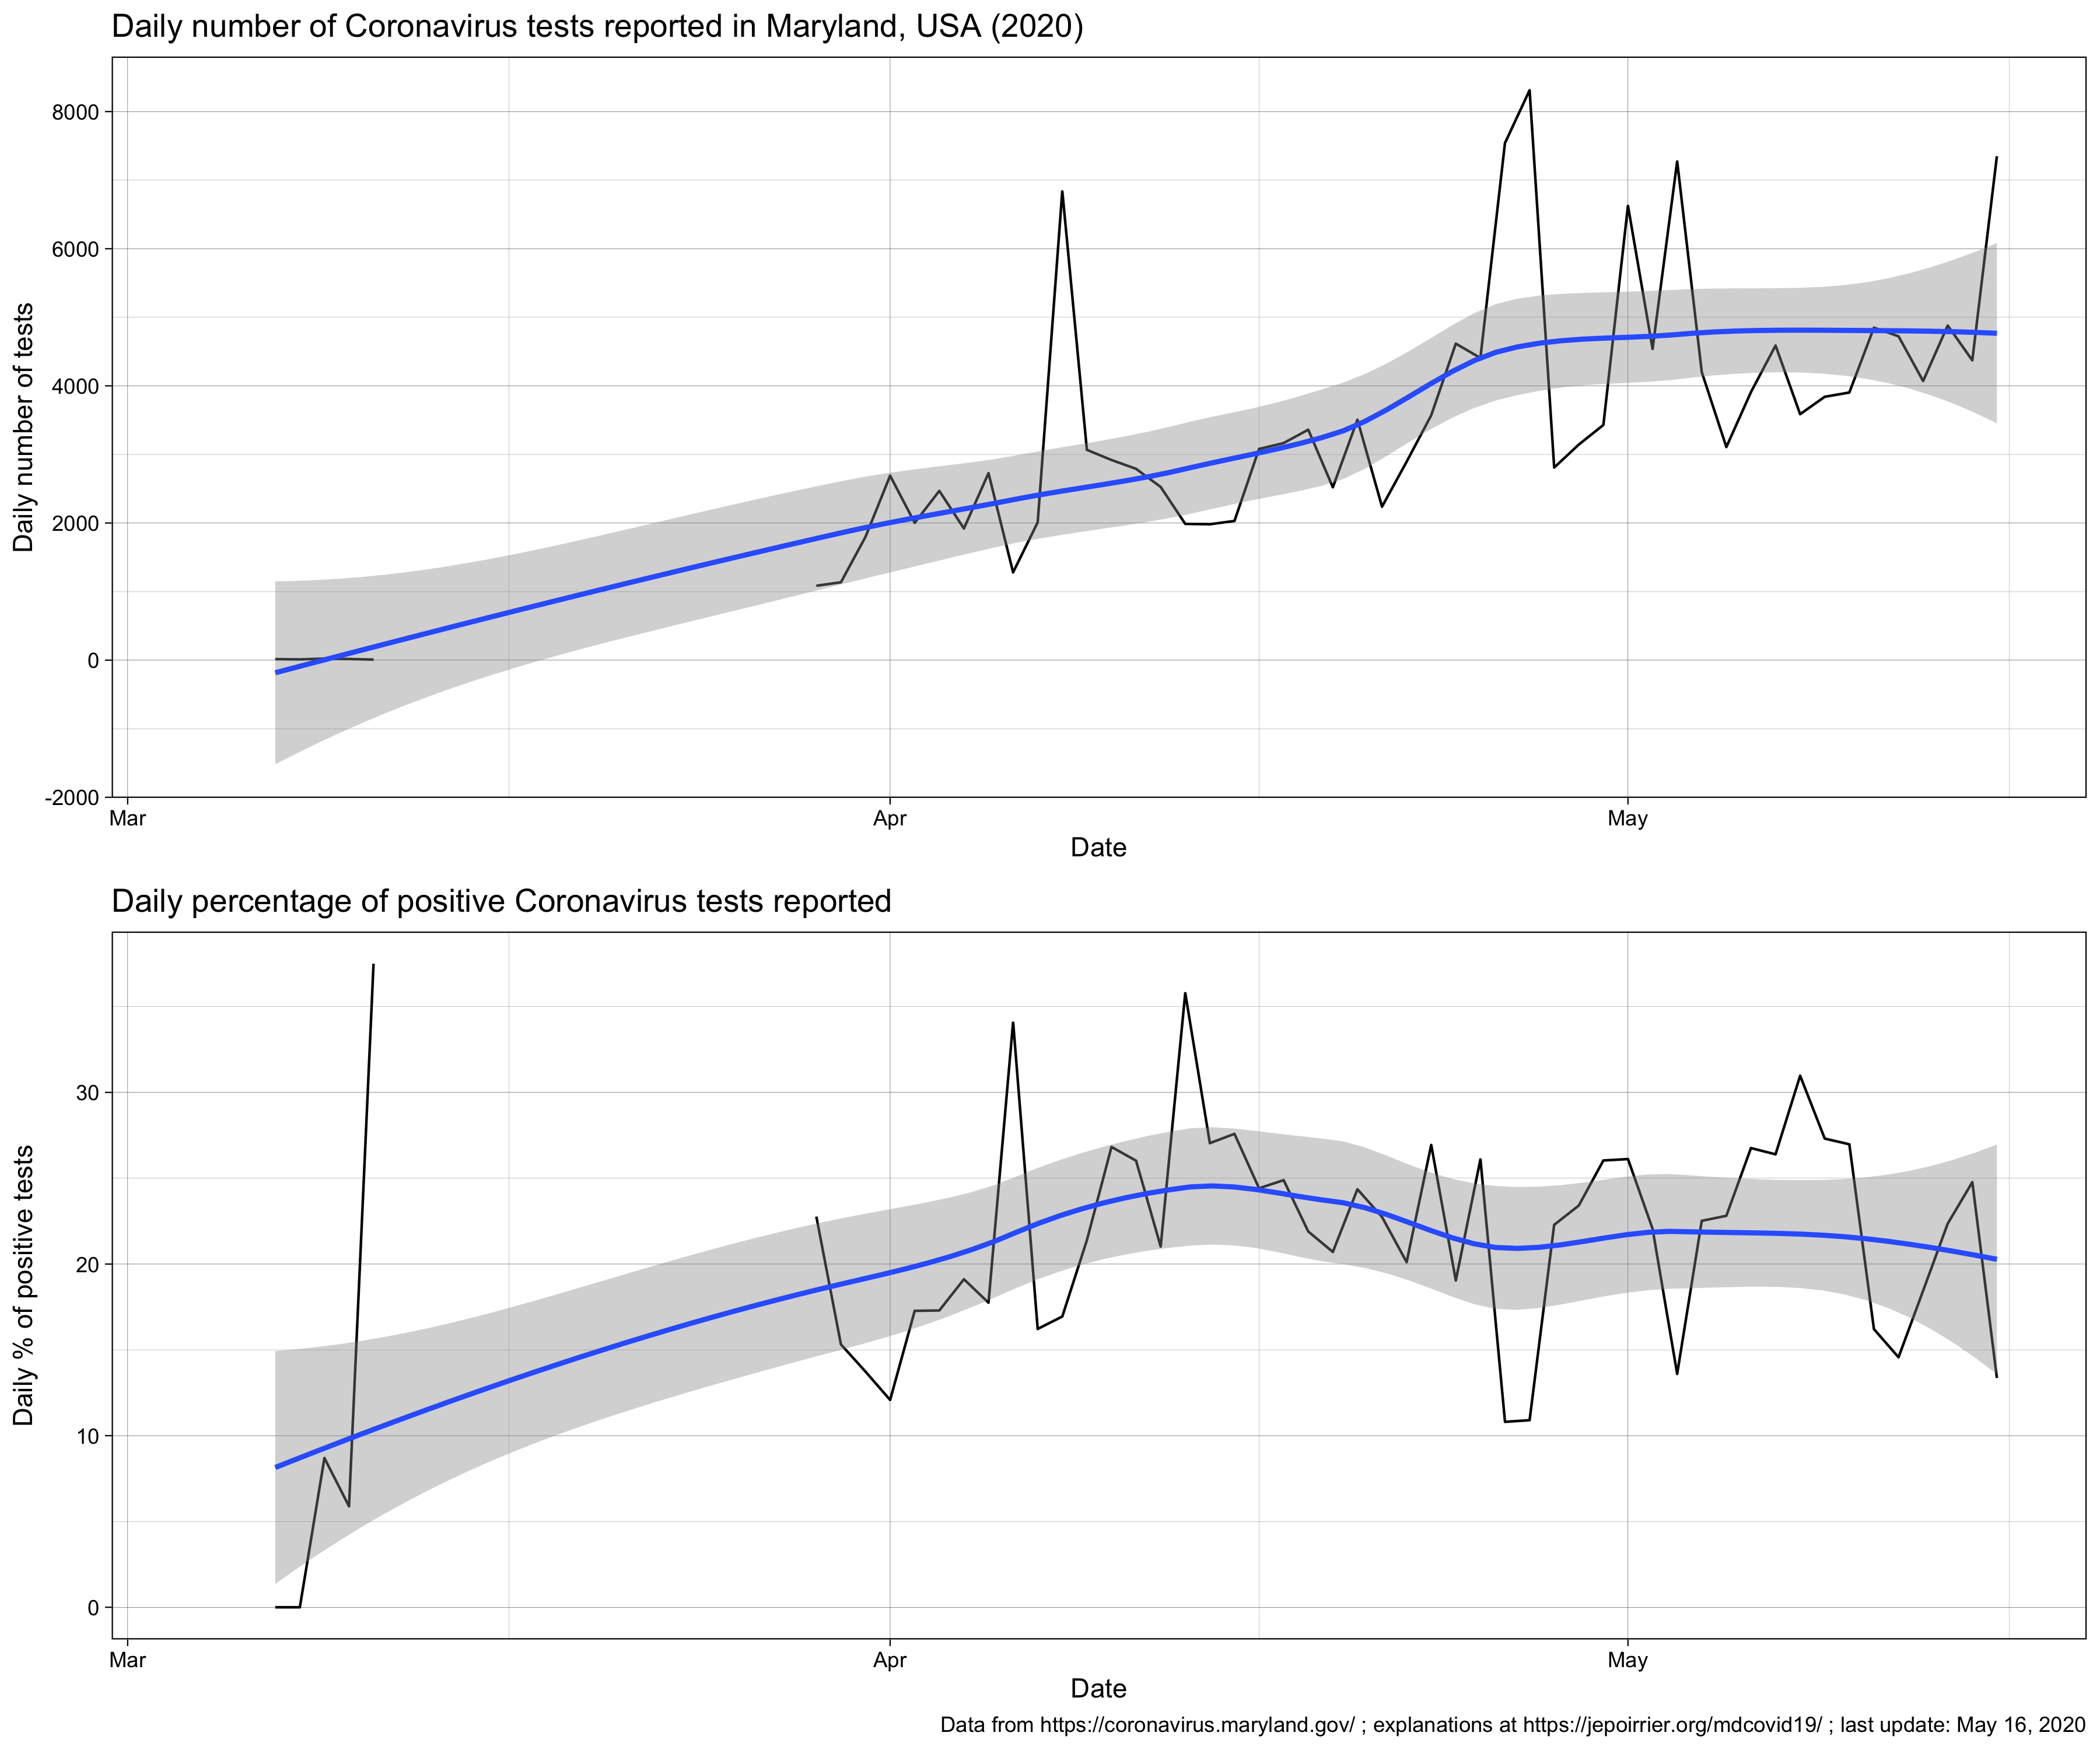 Daily number of Coronavirus tests reported in Maryland, USA (2020)
Daily number of tests
8000
6000
4000
2000
0
-2000
Mar Apr May
Date
Daily percentage of positive Coronavirus tests reported
Daily % of positive tests
30
20
10
0
Mar Apr May
Date
Data from https://coronavirus.maryland.gov/ ; explanations at https://jepoirrier.org/mdcovid19/ ; last update: May 16, 2020